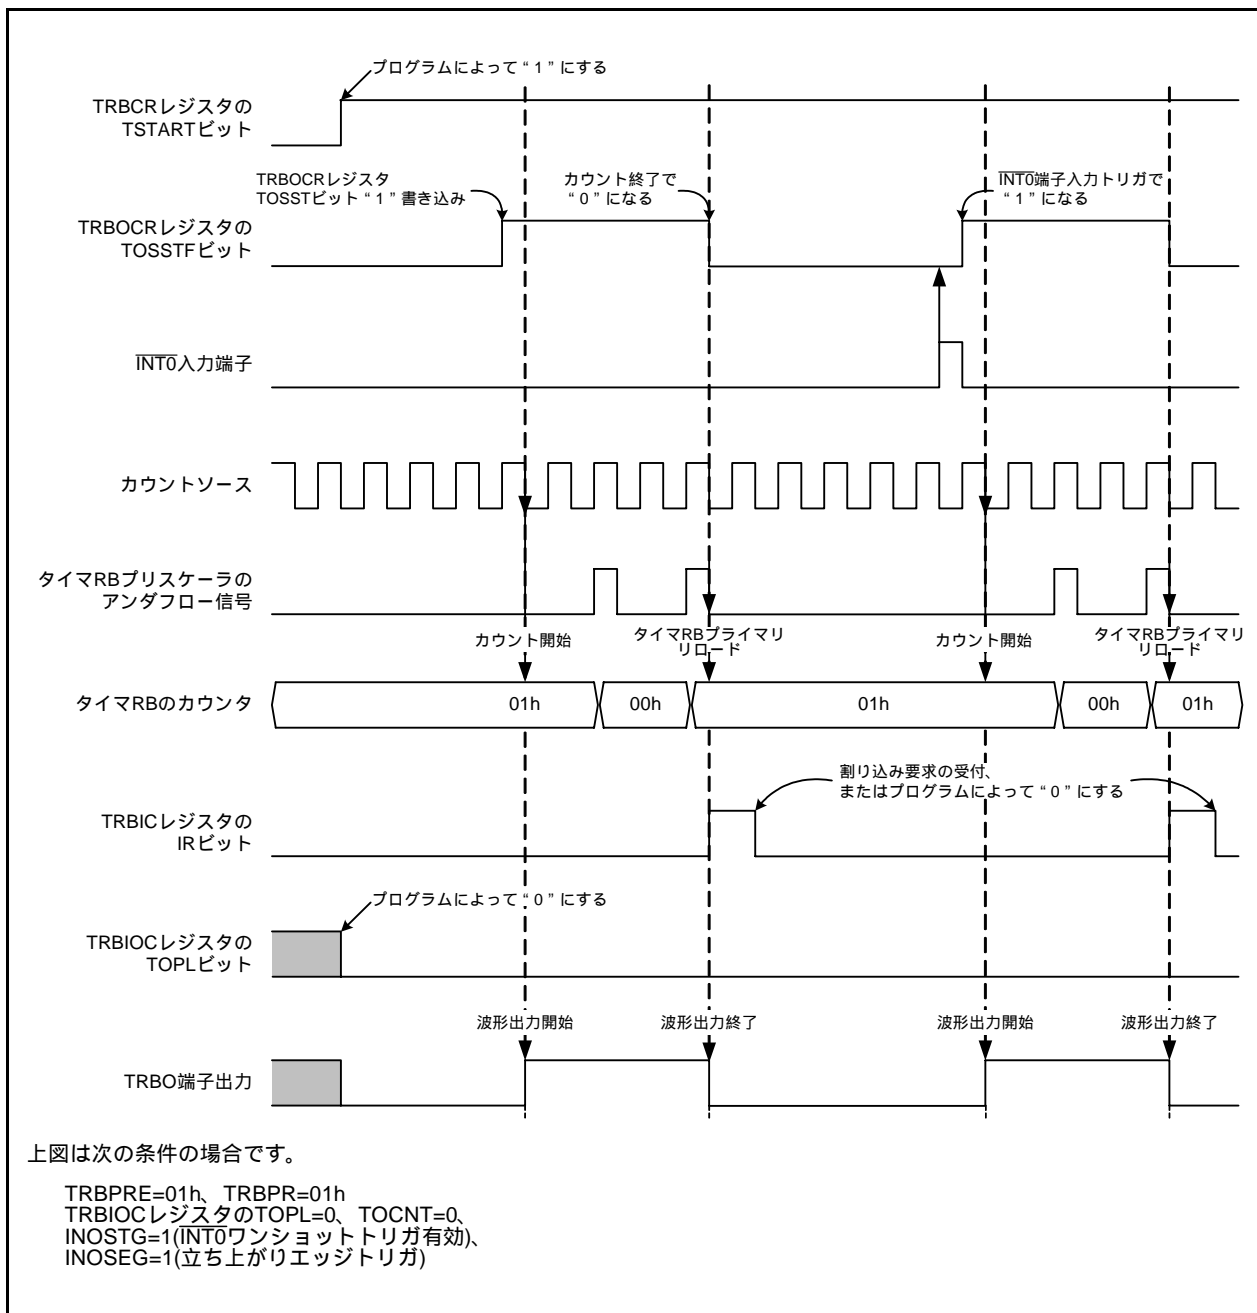 プログラムによって“1”にする
TRBCRレジスタの
TSTARTビット
TRBOCRレジスタ
TOSSTビット“1”書き込み
カウント終了で
“0”になる
INT0端子入力トリガで
“1”になる
TRBOCRレジスタの
TOSSTFビット
INT0入力端子
カウントソース
タイマRBプリスケーラの
アンダフロー信号
カウント開始
タイマRBプライマリ
リロード
カウント開始
タイマRBプライマリ
リロード
タイマRBのカウンタ
01h
00h
01h
00h
01h
割り込み要求の受付、
またはプログラムによって“0”にする
TRBICレジスタの
IRビット
プログラムによって“0”にする
TRBIOCレジスタの
TOPLビット
波形出力開始
波形出力終了
波形出力開始
波形出力終了
TRBO端子出力
上図は次の条件の場合です。
TRBPRE=01h、TRBPR=01h
TRBIOCレジスタのTOPL=0、TOCNT=0、
INOSTG=1(INT0ワンショットトリガ有効)、
INOSEG=1(立ち上がりエッジトリガ)